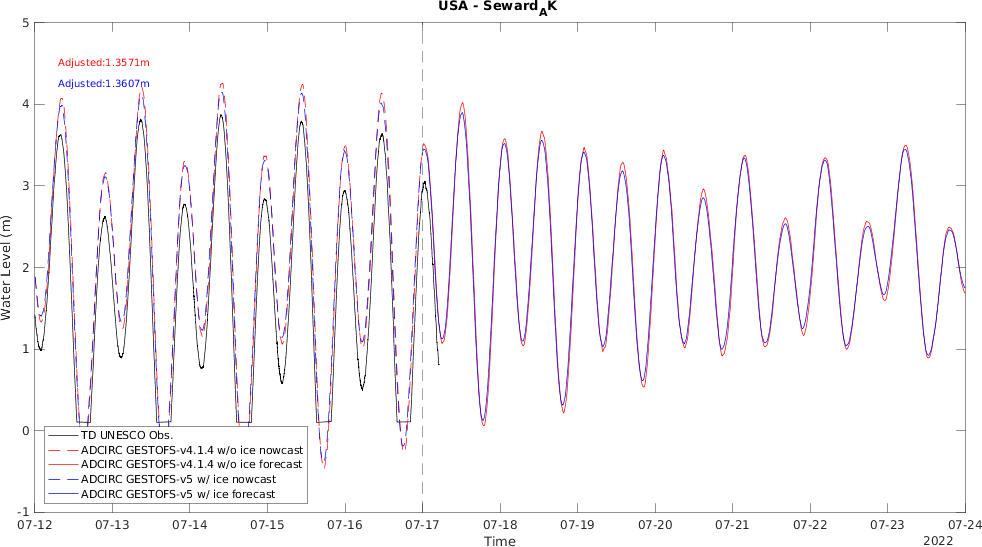 USA - Seward_AK
5
Adjusted:1.3571m
Adjusted:1.3607m
4
3
2
1
0
-1
Water Level (m)
TD UNESCO Obs.
ADCIRC GESTOFS-v4.1.4 w/o ice nowcast
ADCIRC GESTOFS-v4.1.4 w/o ice forecast
ADCIRC GESTOFS-v5 w/ ice nowcast
ADCIRC GESTOFS-v5 w/ ice forecast
07-12 07-13 07-14 07-15 07-16 07-17 07-18 07-19 07-20 07-21 07-22 07-23 07-24
Time
2022